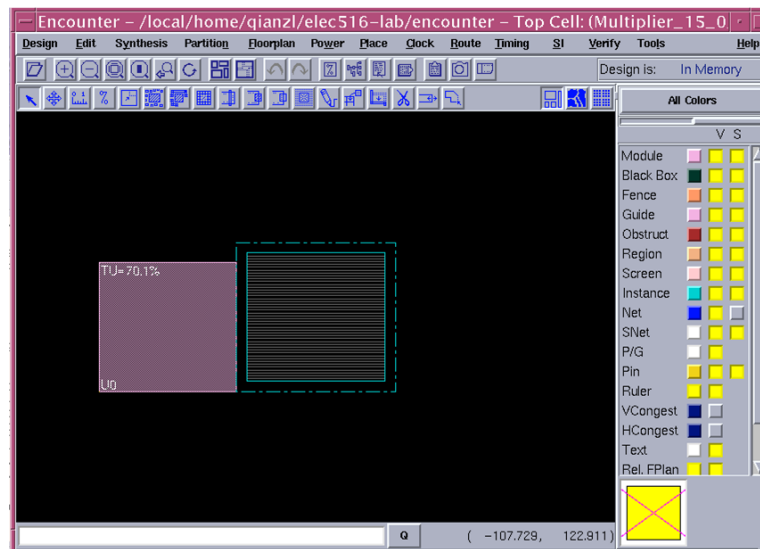 Encounter - /local/home/qianzl/elec516-lab/encounter - Top Cell: (Multiplier_15_0
Design Edit Synthesis Partition Floorplan Power Place Clock Route Timing SI Verify Tools Help
Design is: In Memory
All Colors
V S
Module
Black Box
Fence
Guide
Obstruct
Region
Screen
Instance
Net
SNet
P/G
Pin
Ruler
VCongest
HCongest
Text
Rel. FPlan
TU=70.1%
U0
Q ( -107.729, 122.911)